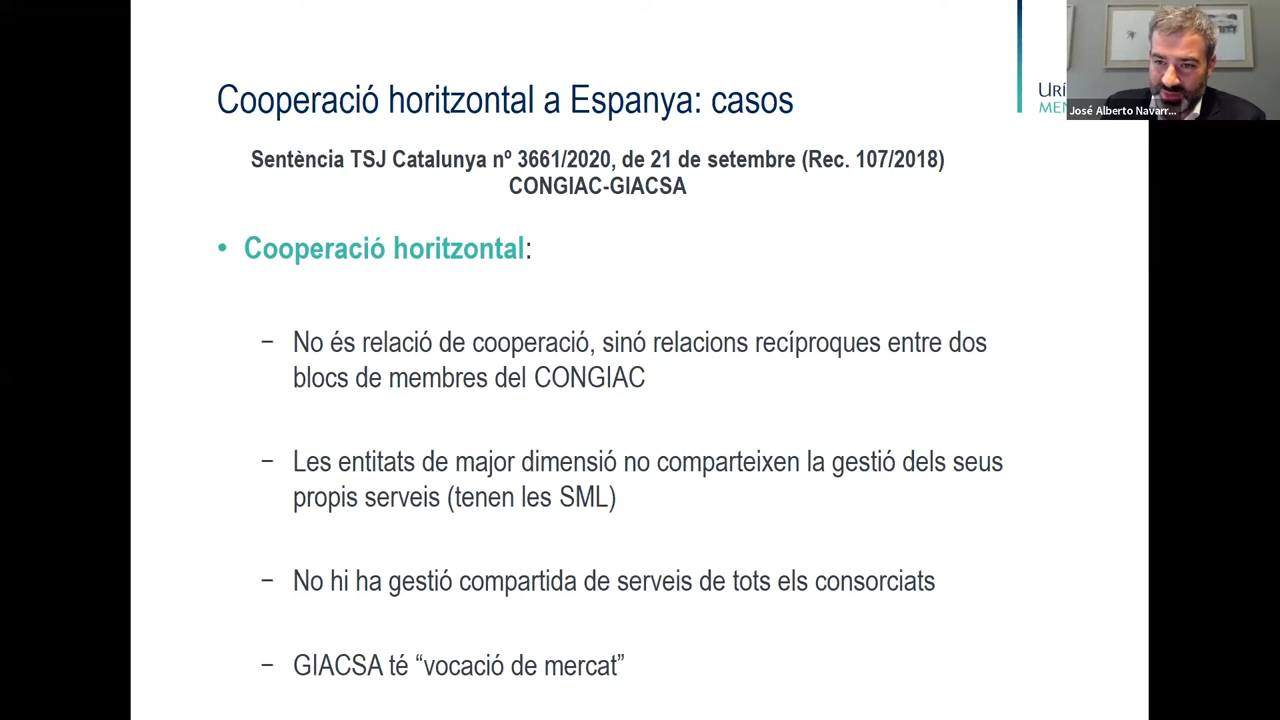 Cooperació horitzontal a Espanya: casos
Sentència TSJ Catalunya nº 3661/2020, de 21 de setembre (Rec. 107/2018)
CONGIAC-GIACSA
• Cooperació horitzontal:
− No és relació de cooperació, sinó relacions recíproques entre dos
blocs de membres del CONGIAC
− Les entitats de major dimensió no comparteixen la gestió dels seus
propis serveis (tenen les SML)
− No hi ha gestió compartida de serveis de tots els consorciats
− GIACSA té “vocació de mercat”
José Alberto Navarr...